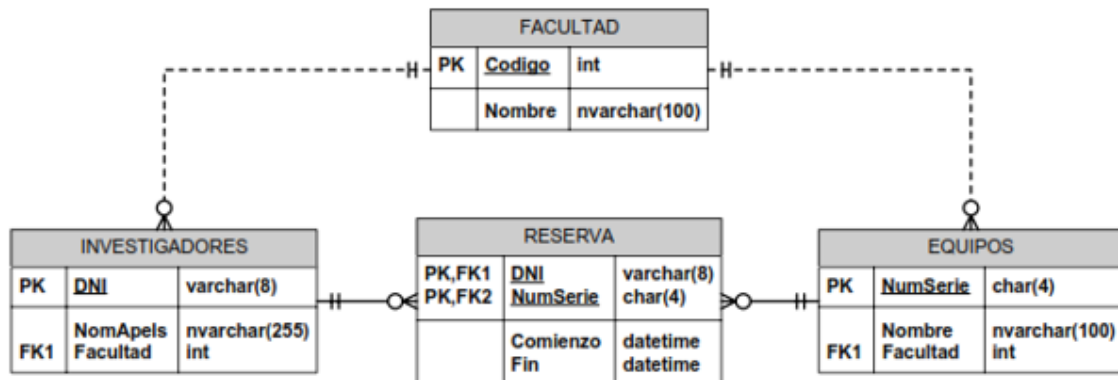 FACULTAD
PK Codigo int
Nombre nvarchar(100)
INVESTIGADORES
PK DNI varchar(8)
NomApels nvarchar(255)
FK1 Facultad int
RESERVA
PK,FK1 DNI varchar(8)
PK,FK2 NumSerie char(4)
Comienzo datetime
Fin datetime
EQUIPOS
PK NumSerie char(4)
Nombre nvarchar(100)
FK1 Facultad int